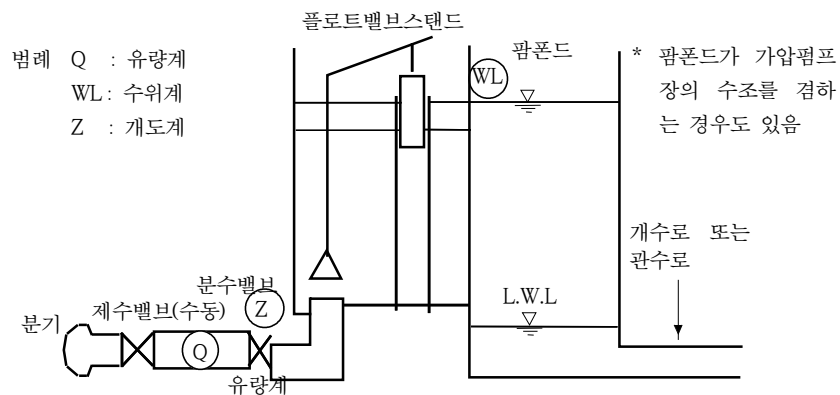 플로트밸브스탠드
범례 Q : 유량계
WL : 수위계
Z : 개도계
WL
팜폰드
* 팜폰드가 가압펌프
장의 수조를 겸하
는 경우도 있음
개수로 또는
관수로
L.W.L
분수밸브
Z
제수밸브(수동)
분기
Q
유량계